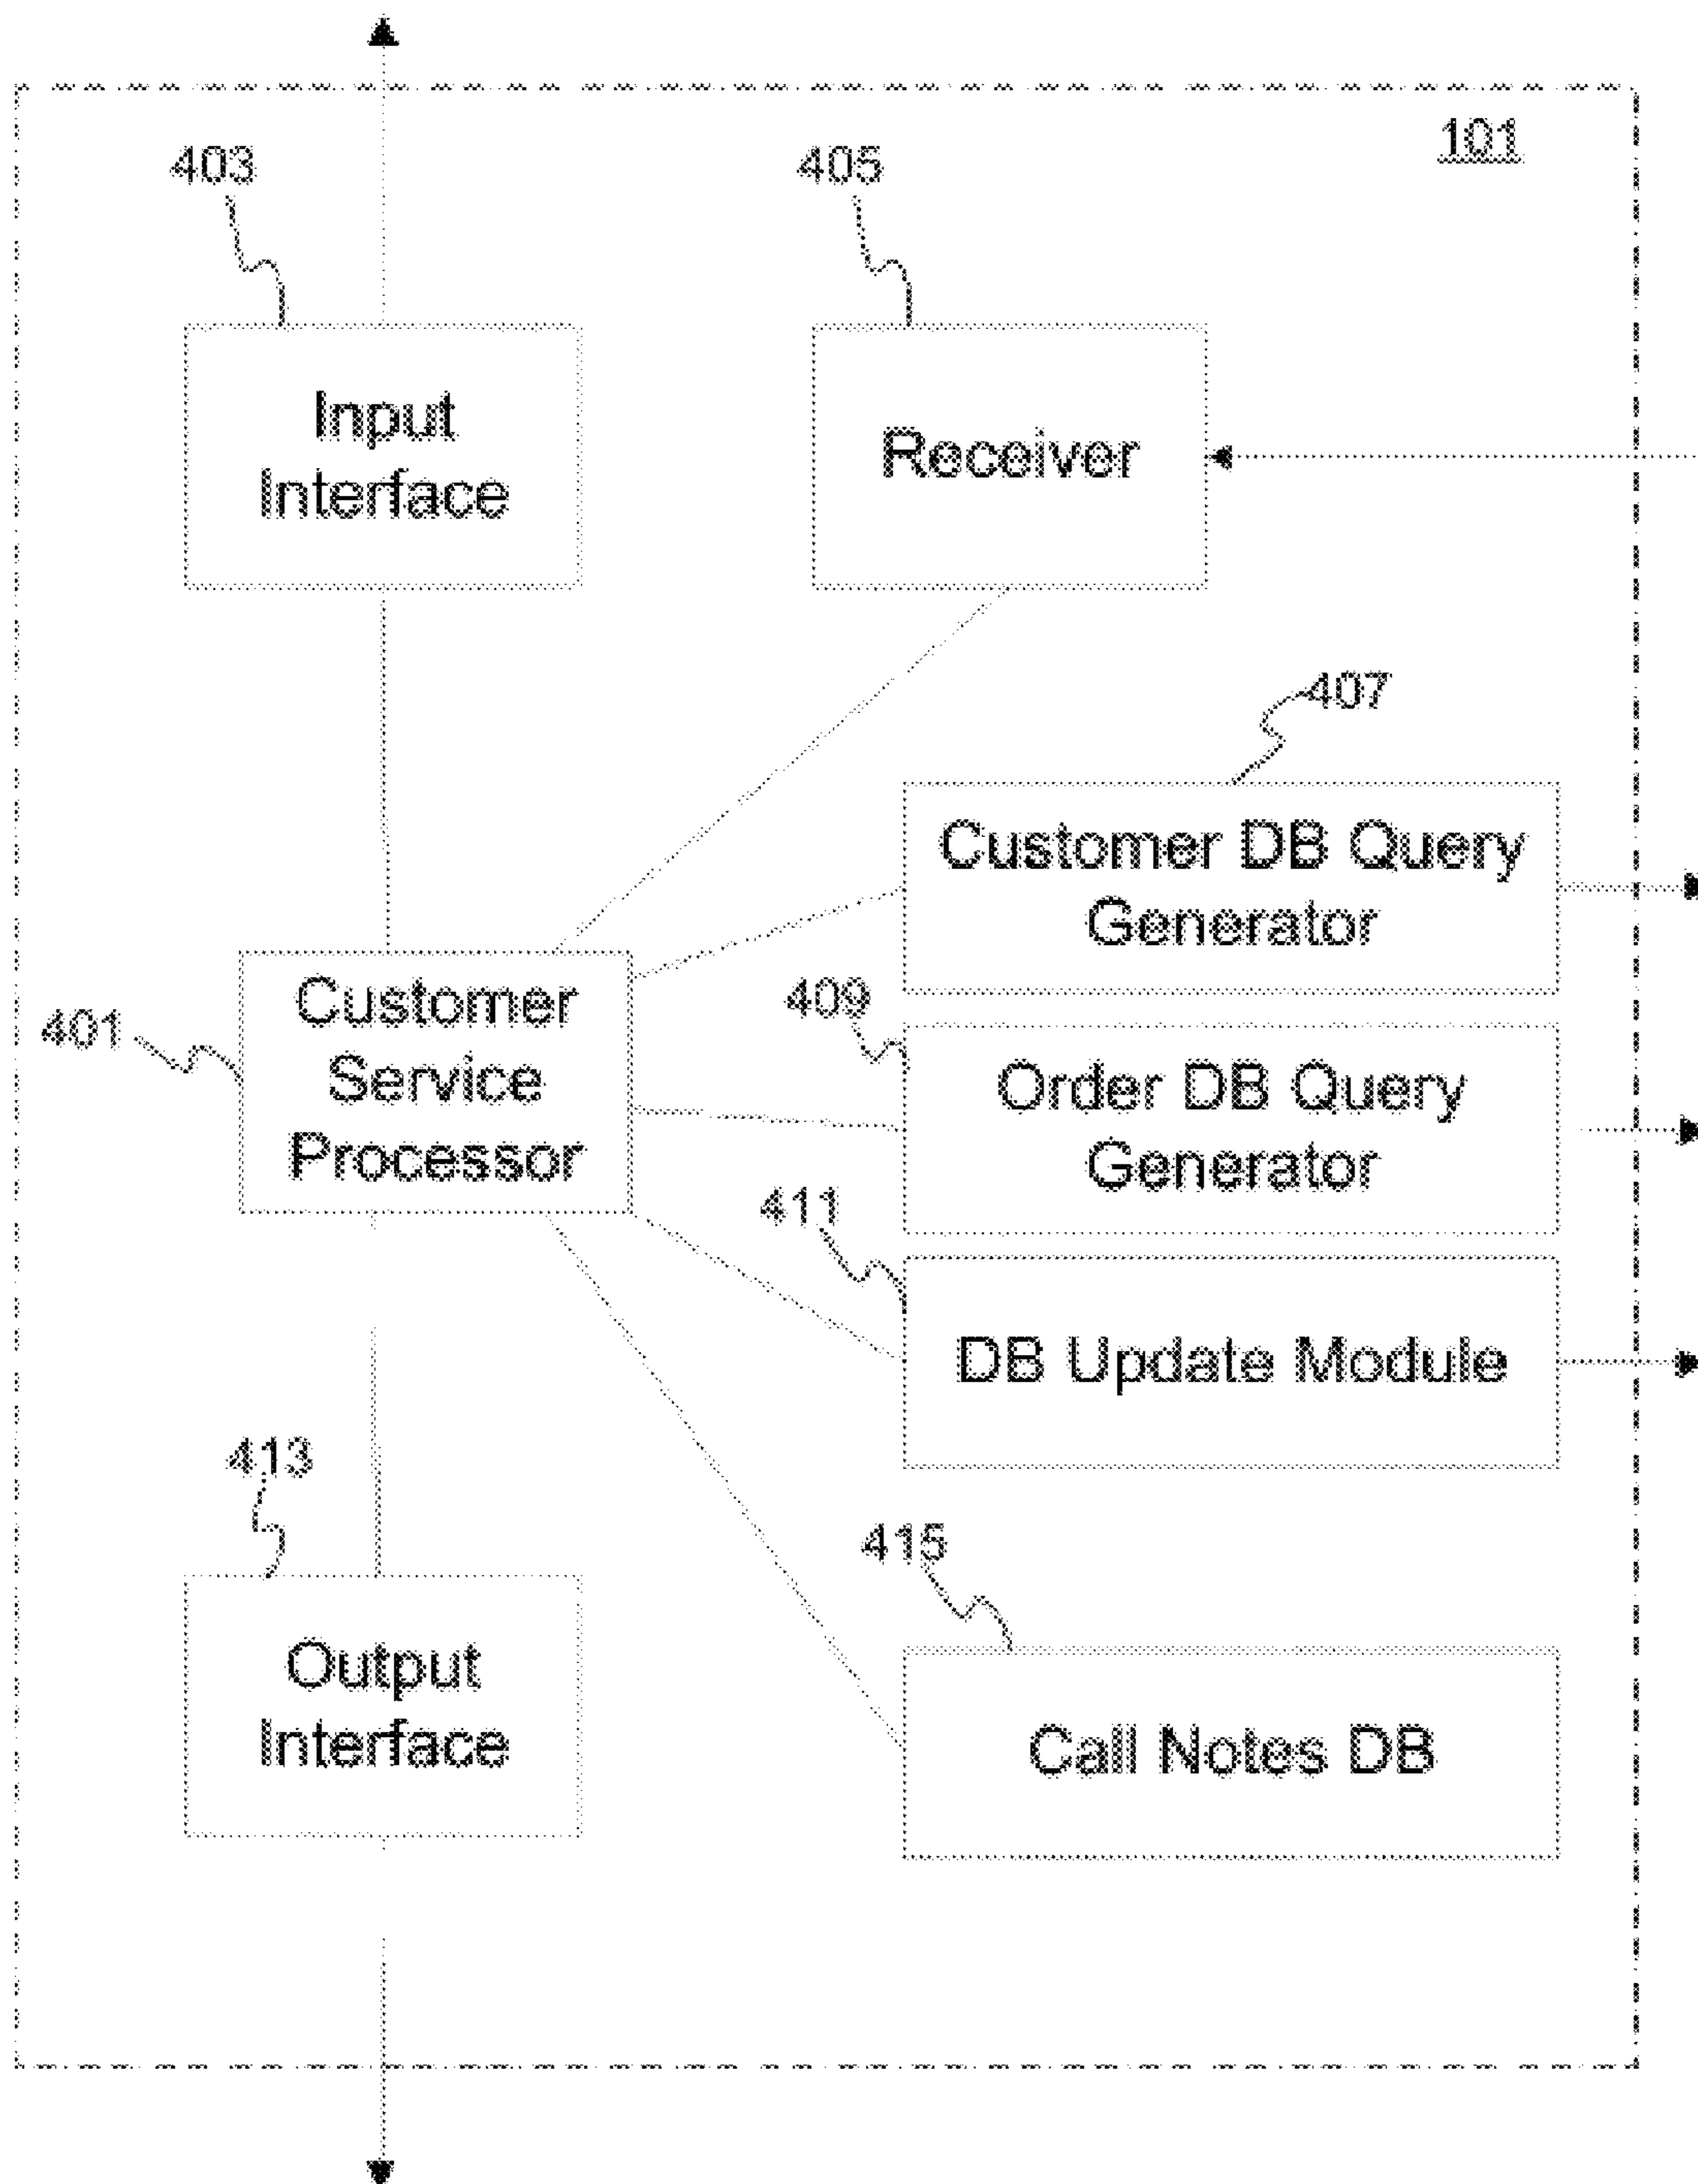 101
403
405
Input
Interface
Receiver
407
Customer DB Query
Generator
Customer
Service
Processor
401
409
Order DB Query
Generator
411
DB Update Module
413
415
Output
Interface
Call Notes DB